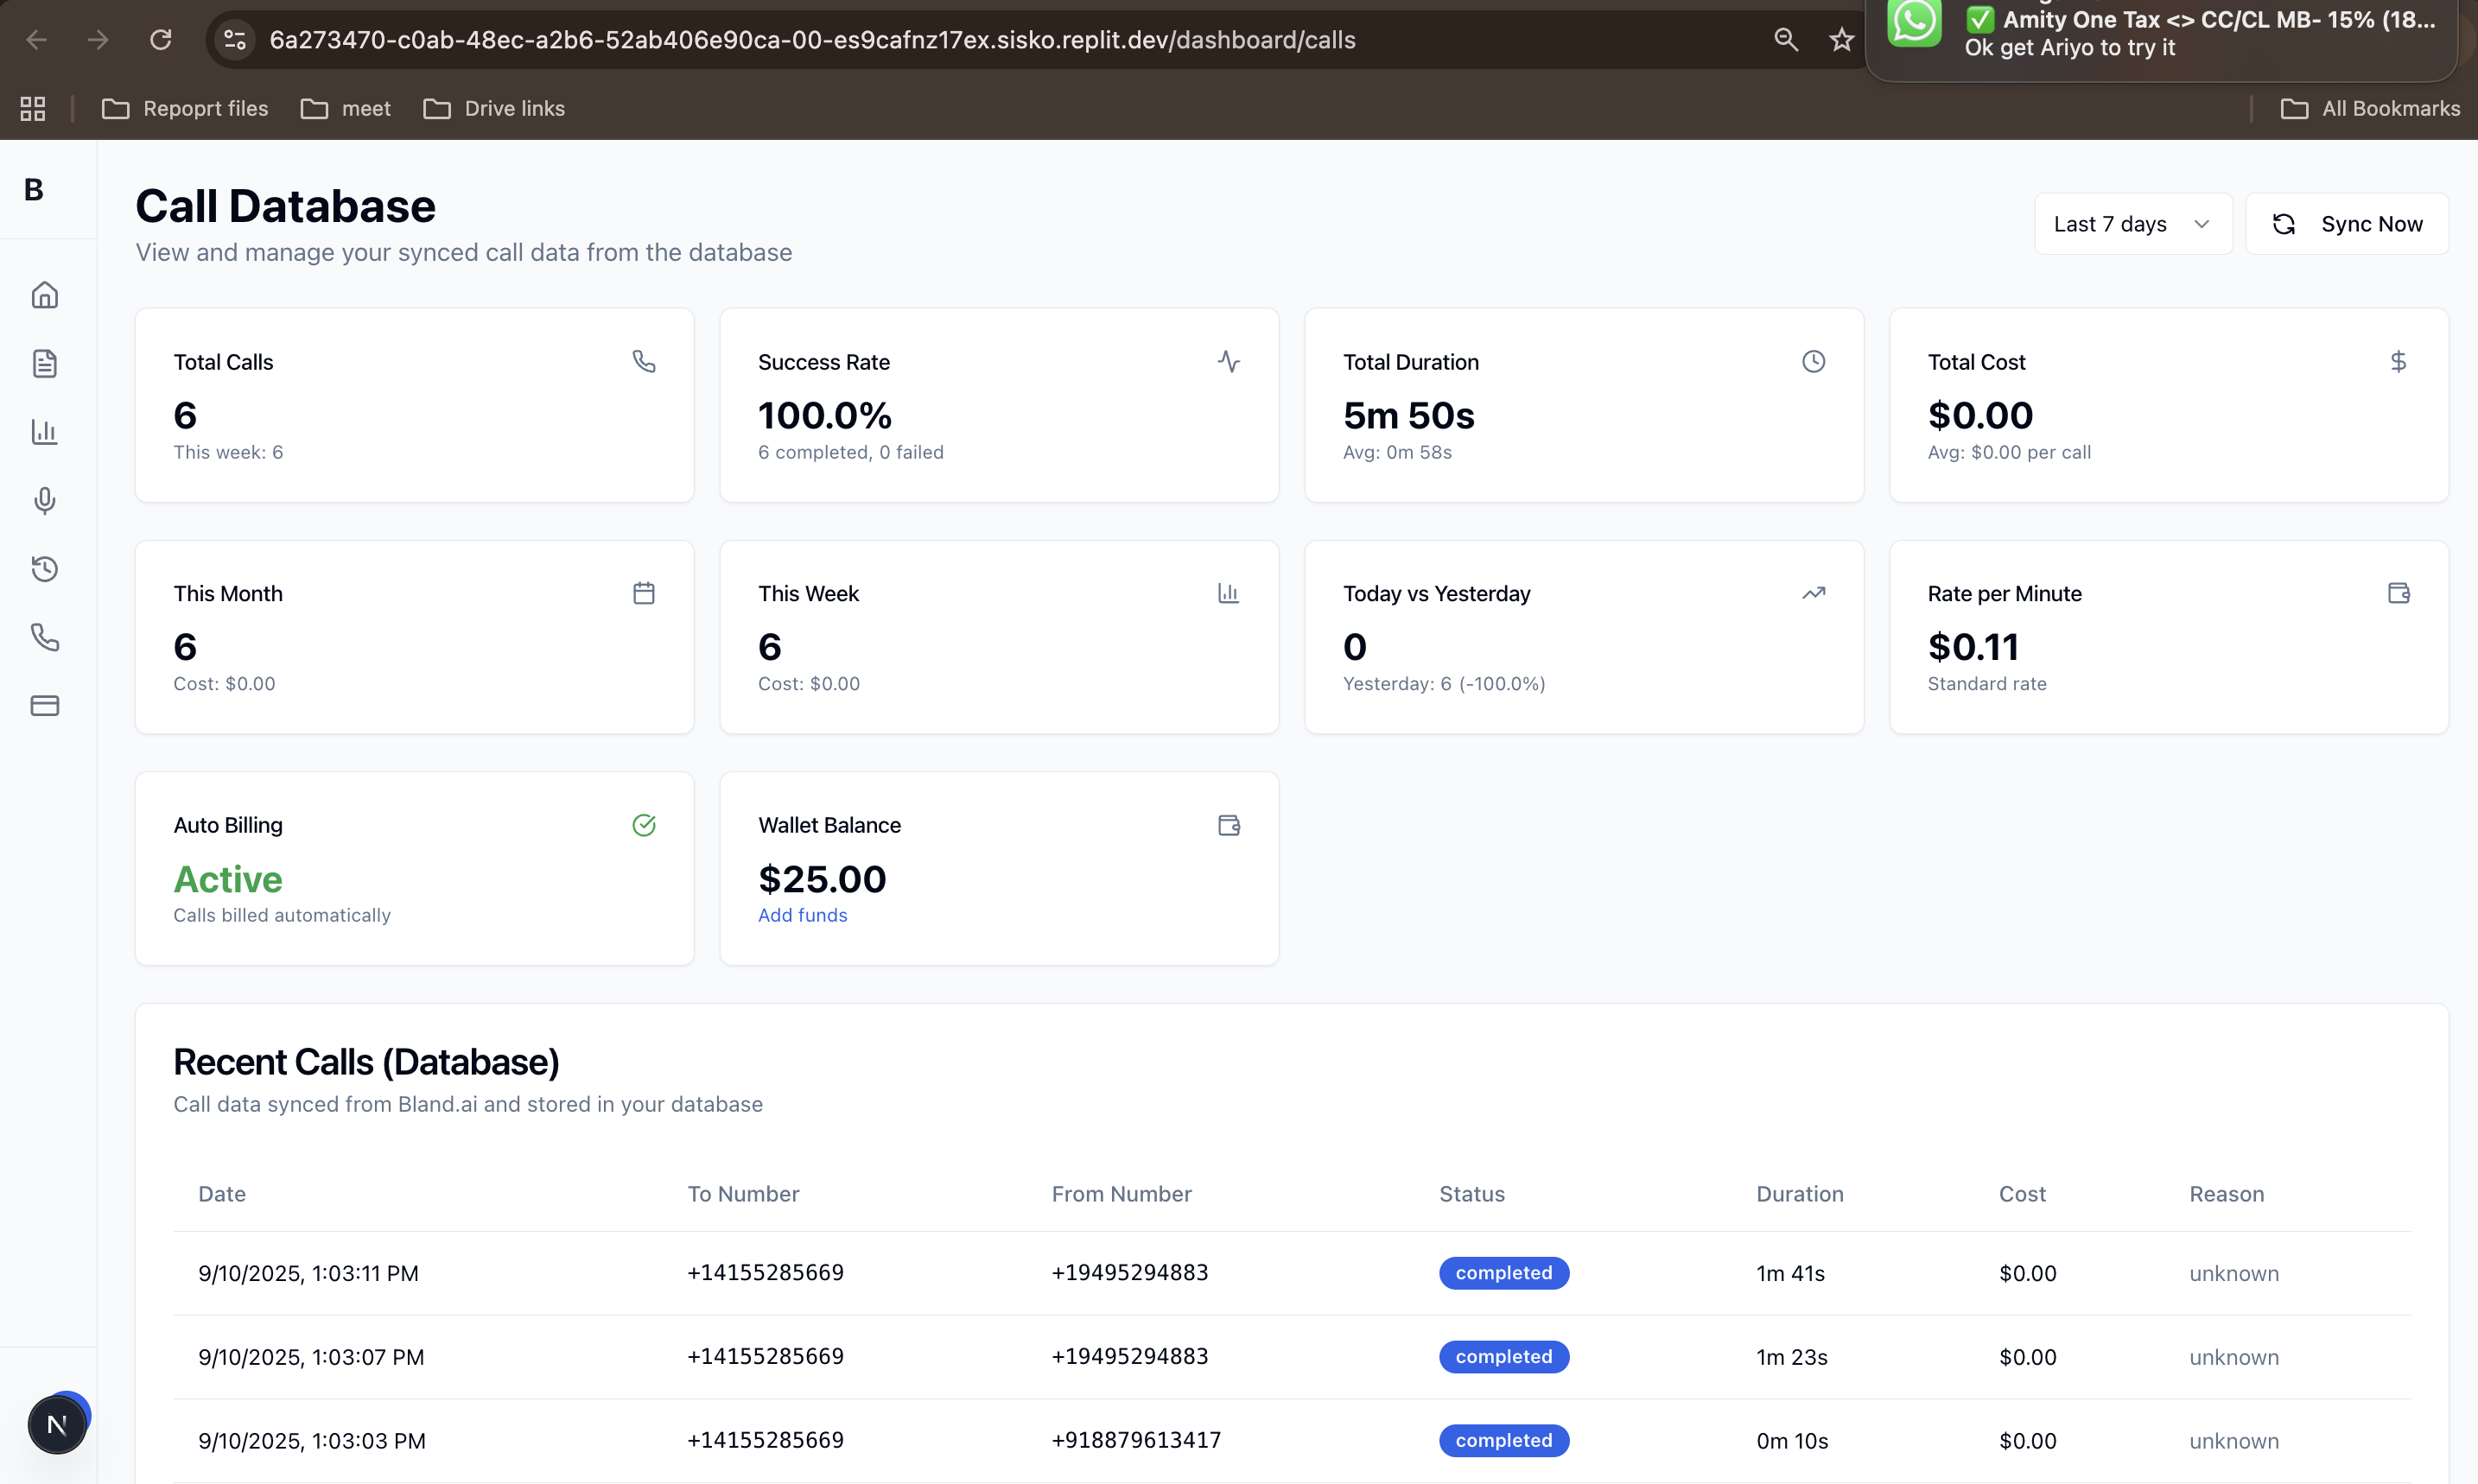 6a273470-c0ab-48ec-a2b6-52ab406e90ca-00-es9cafnz17ex.sisko.replit.dev/dashboard/calls
✅ Amity One Tax <> CC/CL MB- 15% (18...
Ok get Ariyo to try it
Repoprt files
meet
Drive links
All Bookmarks
B
Call Database
View and manage your synced call data from the database
Last 7 days
Sync Now
Total Calls
6
This week: 6
Success Rate
100.0%
6 completed, 0 failed
Total Duration
5m 50s
Avg: 0m 58s
Total Cost
$0.00
Avg: $0.00 per call
This Month
6
Cost: $0.00
This Week
6
Cost: $0.00
Today vs Yesterday
0
Yesterday: 6 (-100.0%)
Rate per Minute
$0.11
Standard rate
Auto Billing
Active
Calls billed automatically
Wallet Balance
$25.00
Add funds
Recent Calls (Database)
Call data synced from Bland.ai and stored in your database
Date To Number From Number Status Duration Cost Reason
9/10/2025, 1:03:11 PM +14155285669 +19495294883 completed 1m 41s $0.00 unknown
9/10/2025, 1:03:07 PM +14155285669 +19495294883 completed 1m 23s $0.00 unknown
9/10/2025, 1:03:03 PM +14155285669 +918879613417 completed 0m 10s $0.00 unknown
N